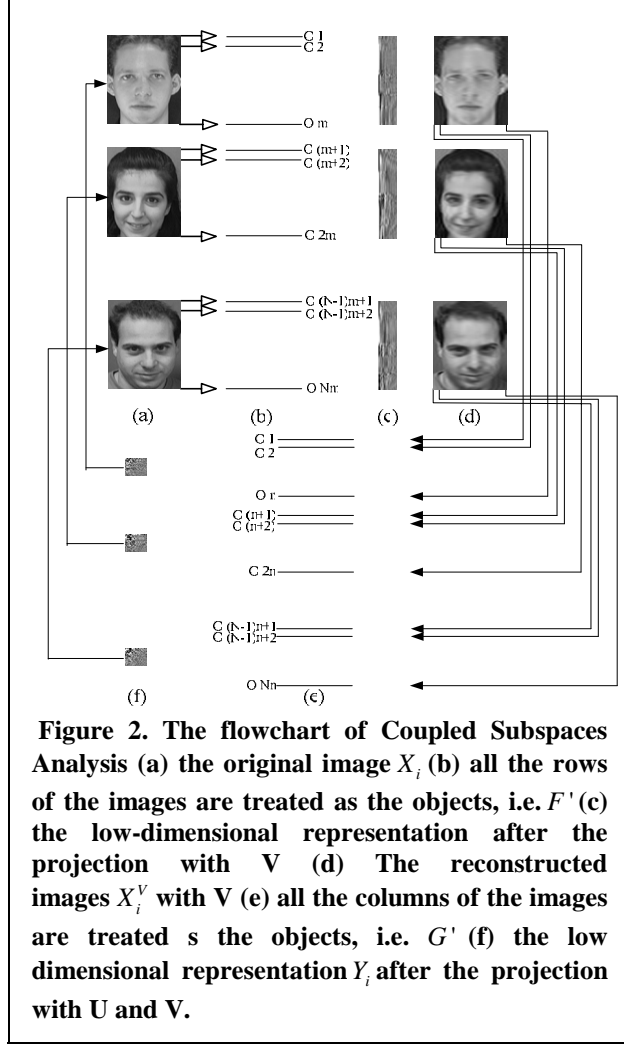 C 1
C 2
O m
C (m+1)
C (m+2)
C 2m
C (N-1)m+1
C (N-1)m+2
O Nm
(a) (b) (c) (d)
C 1
C 2
O n
C (n+1)
C (n+2)
C 2n
C (N-1)n+1
C (N-1)n+2
O Nn
(f) (e)
Figure 2. The flowchart of Coupled Subspaces
Analysis (a) the original image X_i (b) all the rows
of the images are treated as the objects, i.e. F' (c)
the low-dimensional representation after the
projection with V (d) The reconstructed
images X_i^V with V (e) all the columns of the images
are treated s the objects, i.e. G' (f) the low
dimensional representation Y_i after the projection
with U and V.